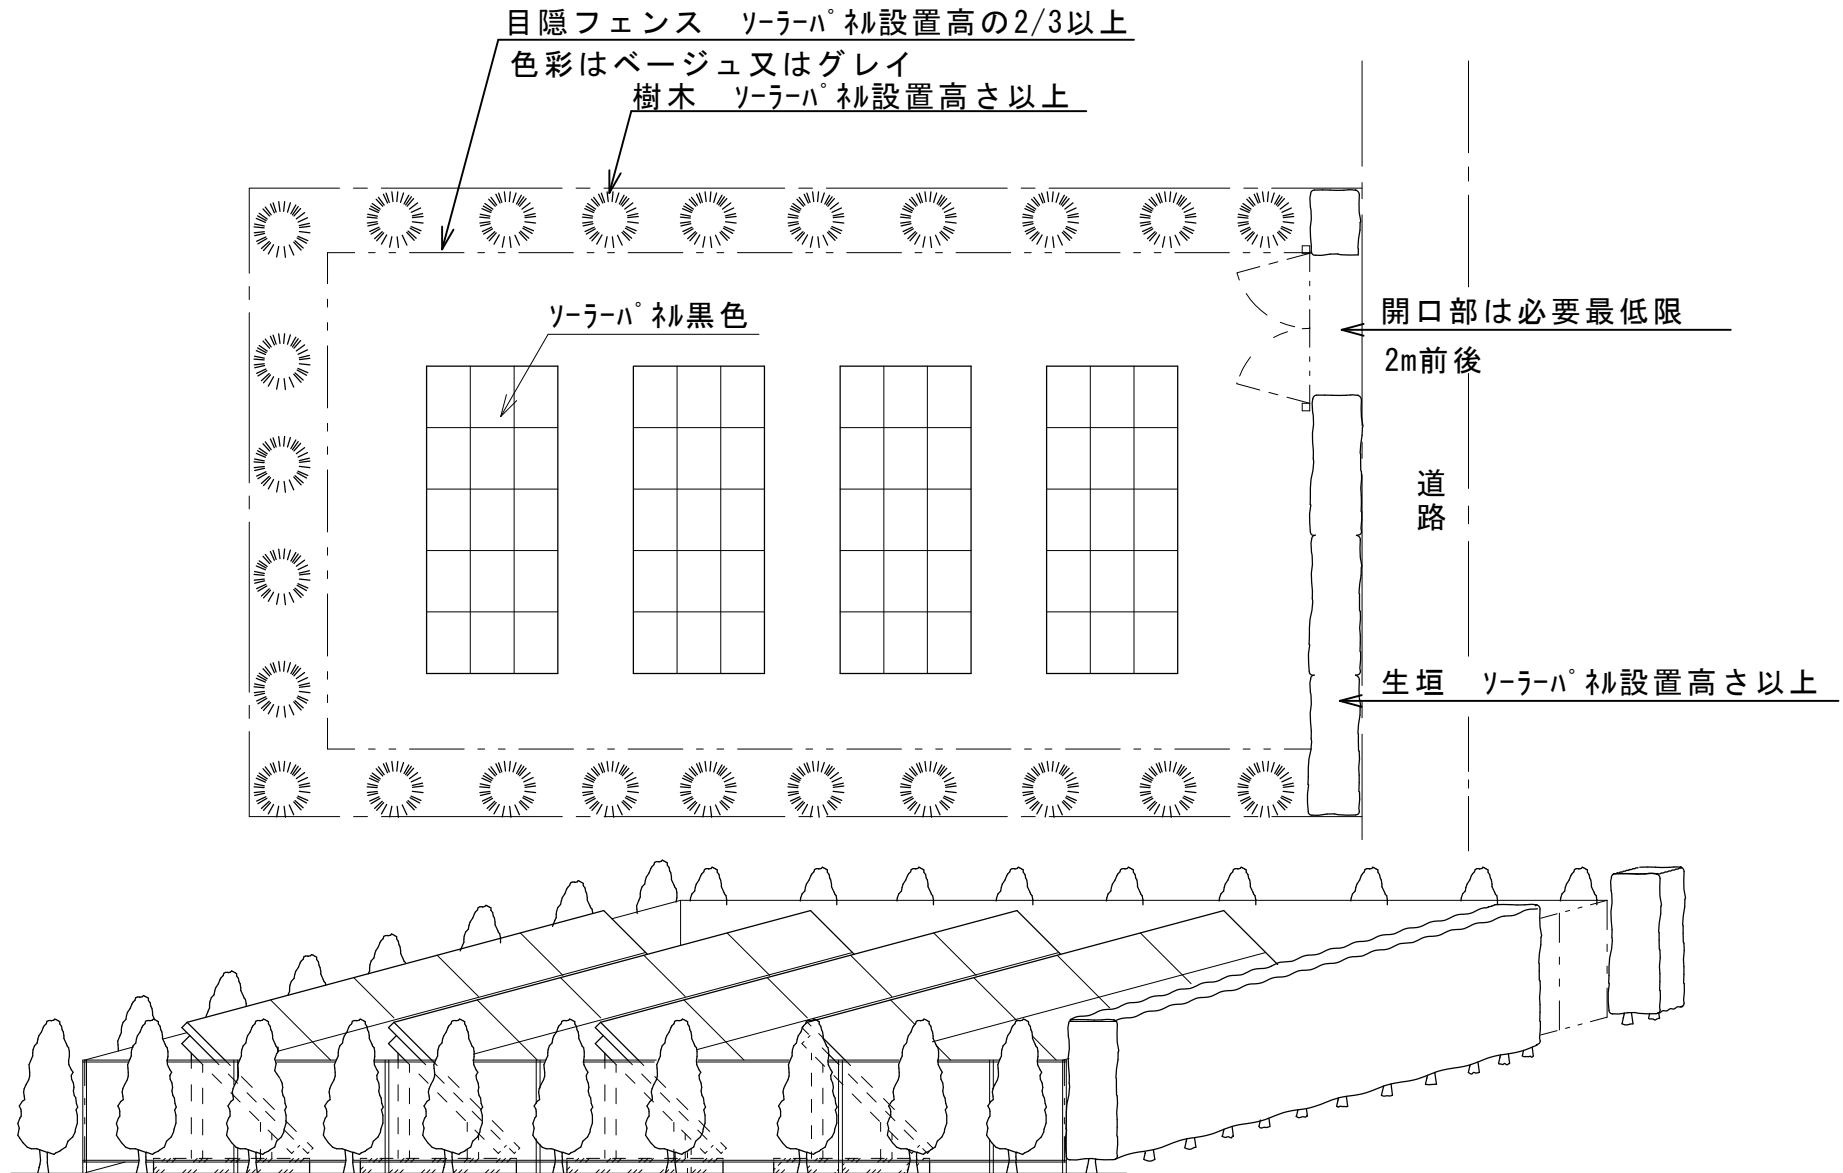 目隠フェンス　ｿｰﾗｰﾊﾟﾈﾙ設置高の2/3以上
色彩はベージュ又はグレイ
樹木　ｿｰﾗｰﾊﾟﾈﾙ設置高さ以上
ｿｰﾗｰﾊﾟﾈﾙ黒色
開口部は必要最低限
2m前後
道路
生垣　ｿｰﾗｰﾊﾟﾈﾙ設置高さ以上